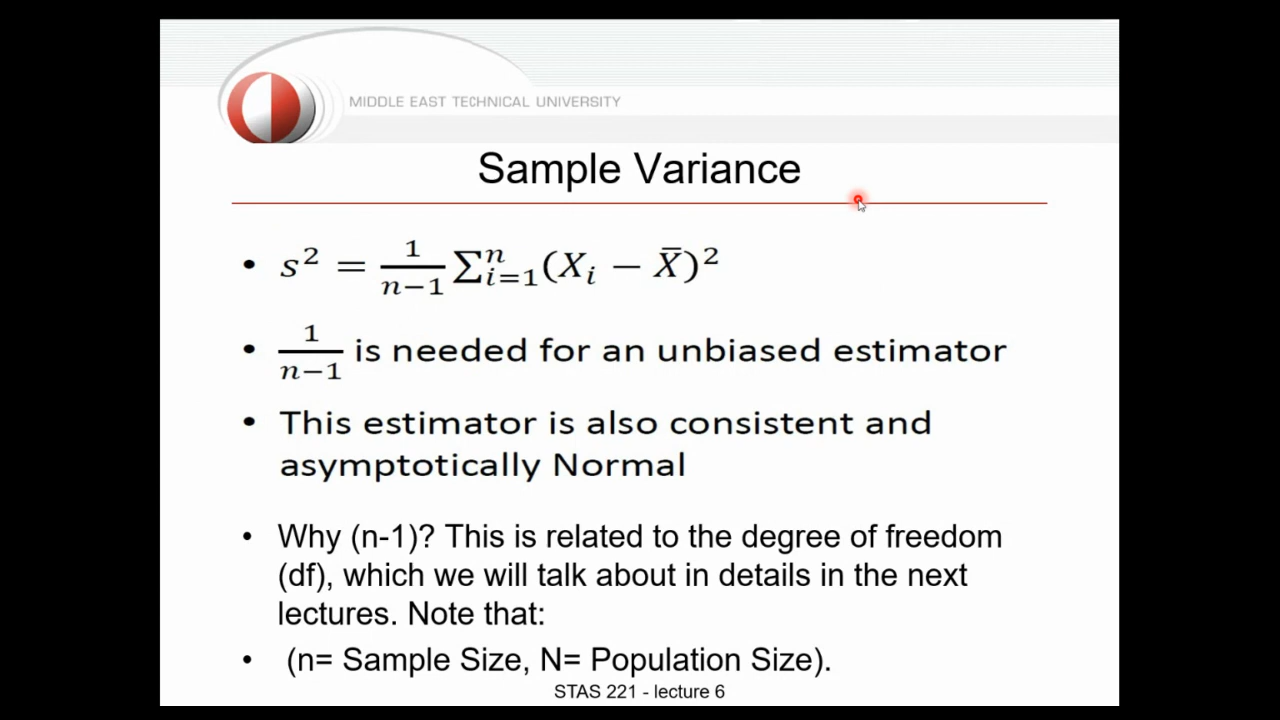 MIDDLE EAST TECHNICAL UNIVERSITY
Sample Variance
• s² = 1/(n−1) ∑ⁿᵢ₌₁(Xᵢ − X̄)²
• 1/(n−1) is needed for an unbiased estimator
• This estimator is also consistent and
asymptotically Normal
• Why (n-1)? This is related to the degree of freedom
(df), which we will talk about in details in the next
lectures. Note that:
• (n= Sample Size, N= Population Size).
STAS 221 - lecture 6